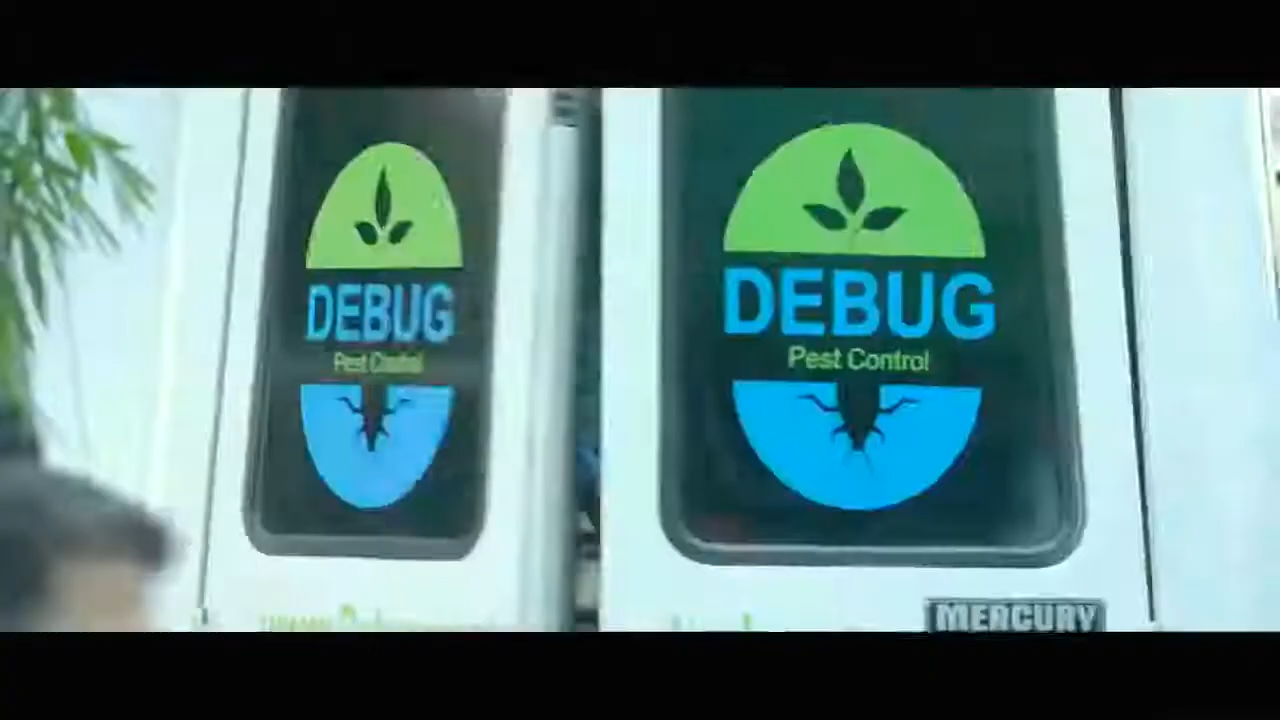 DEBUG
Pest Control
DEBUG
Pest Control
MERCURY